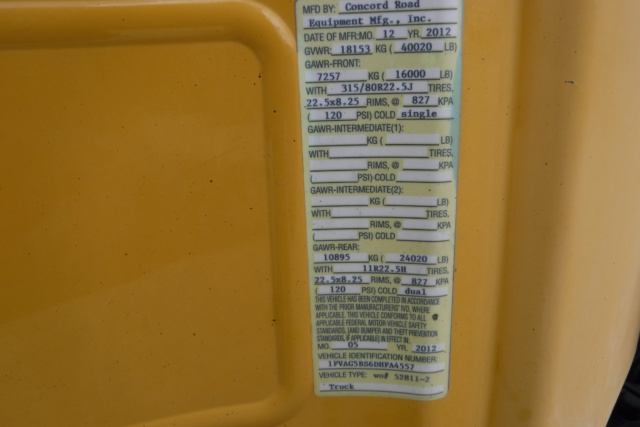 MFD BY: Concord Road
Equipment Mfg., Inc.
DATE OF MFR:MO. 12 YR. 2012
GVWR: 18153 KG ( 40020 LB)
GAWR-FRONT:
7257 KG ( 16000 LB)
WITH 315/80R22.5J TIRES,
22.5x8.25 RIMS, @ 827 KPA
( 120 PSI) COLD single
GAWR-INTERMEDIATE(1):
KG ( LB)
WITH TIRES,
RIMS, @ KPA
( PSI) COLD
GAWR-INTERMEDIATE(2):
KG ( LB)
WITH TIRES,
RIMS, @ KPA
( PSI) COLD
GAWR-REAR:
10895 KG ( 24020 LB)
WITH 11R22.5H TIRES,
22.5x8.25 RIMS, @ 827 KPA
( 120 PSI) COLD, dual
THIS VEHICLE HAS BEEN COMPLETED IN ACCORDANCE
WITH THE PRIOR MANUFACTURERS' IVD, WHERE
APPLICABLE. THIS VEHICLE CONFORMS TO ALL
APPLICABLE FEDERAL MOTOR VEHICLE SAFETY
STANDARDS, [AND BUMPER AND THEFT PREVENTION
STANDARDS, IF APPLICABLE] IN EFFECT IN:
MO. 05 YR. 2012
VEHICLE IDENTIFICATION NUMBER:
1FVAG5BS6DHFA4557
VEHICLE TYPE: wo# 52811-2
Truck